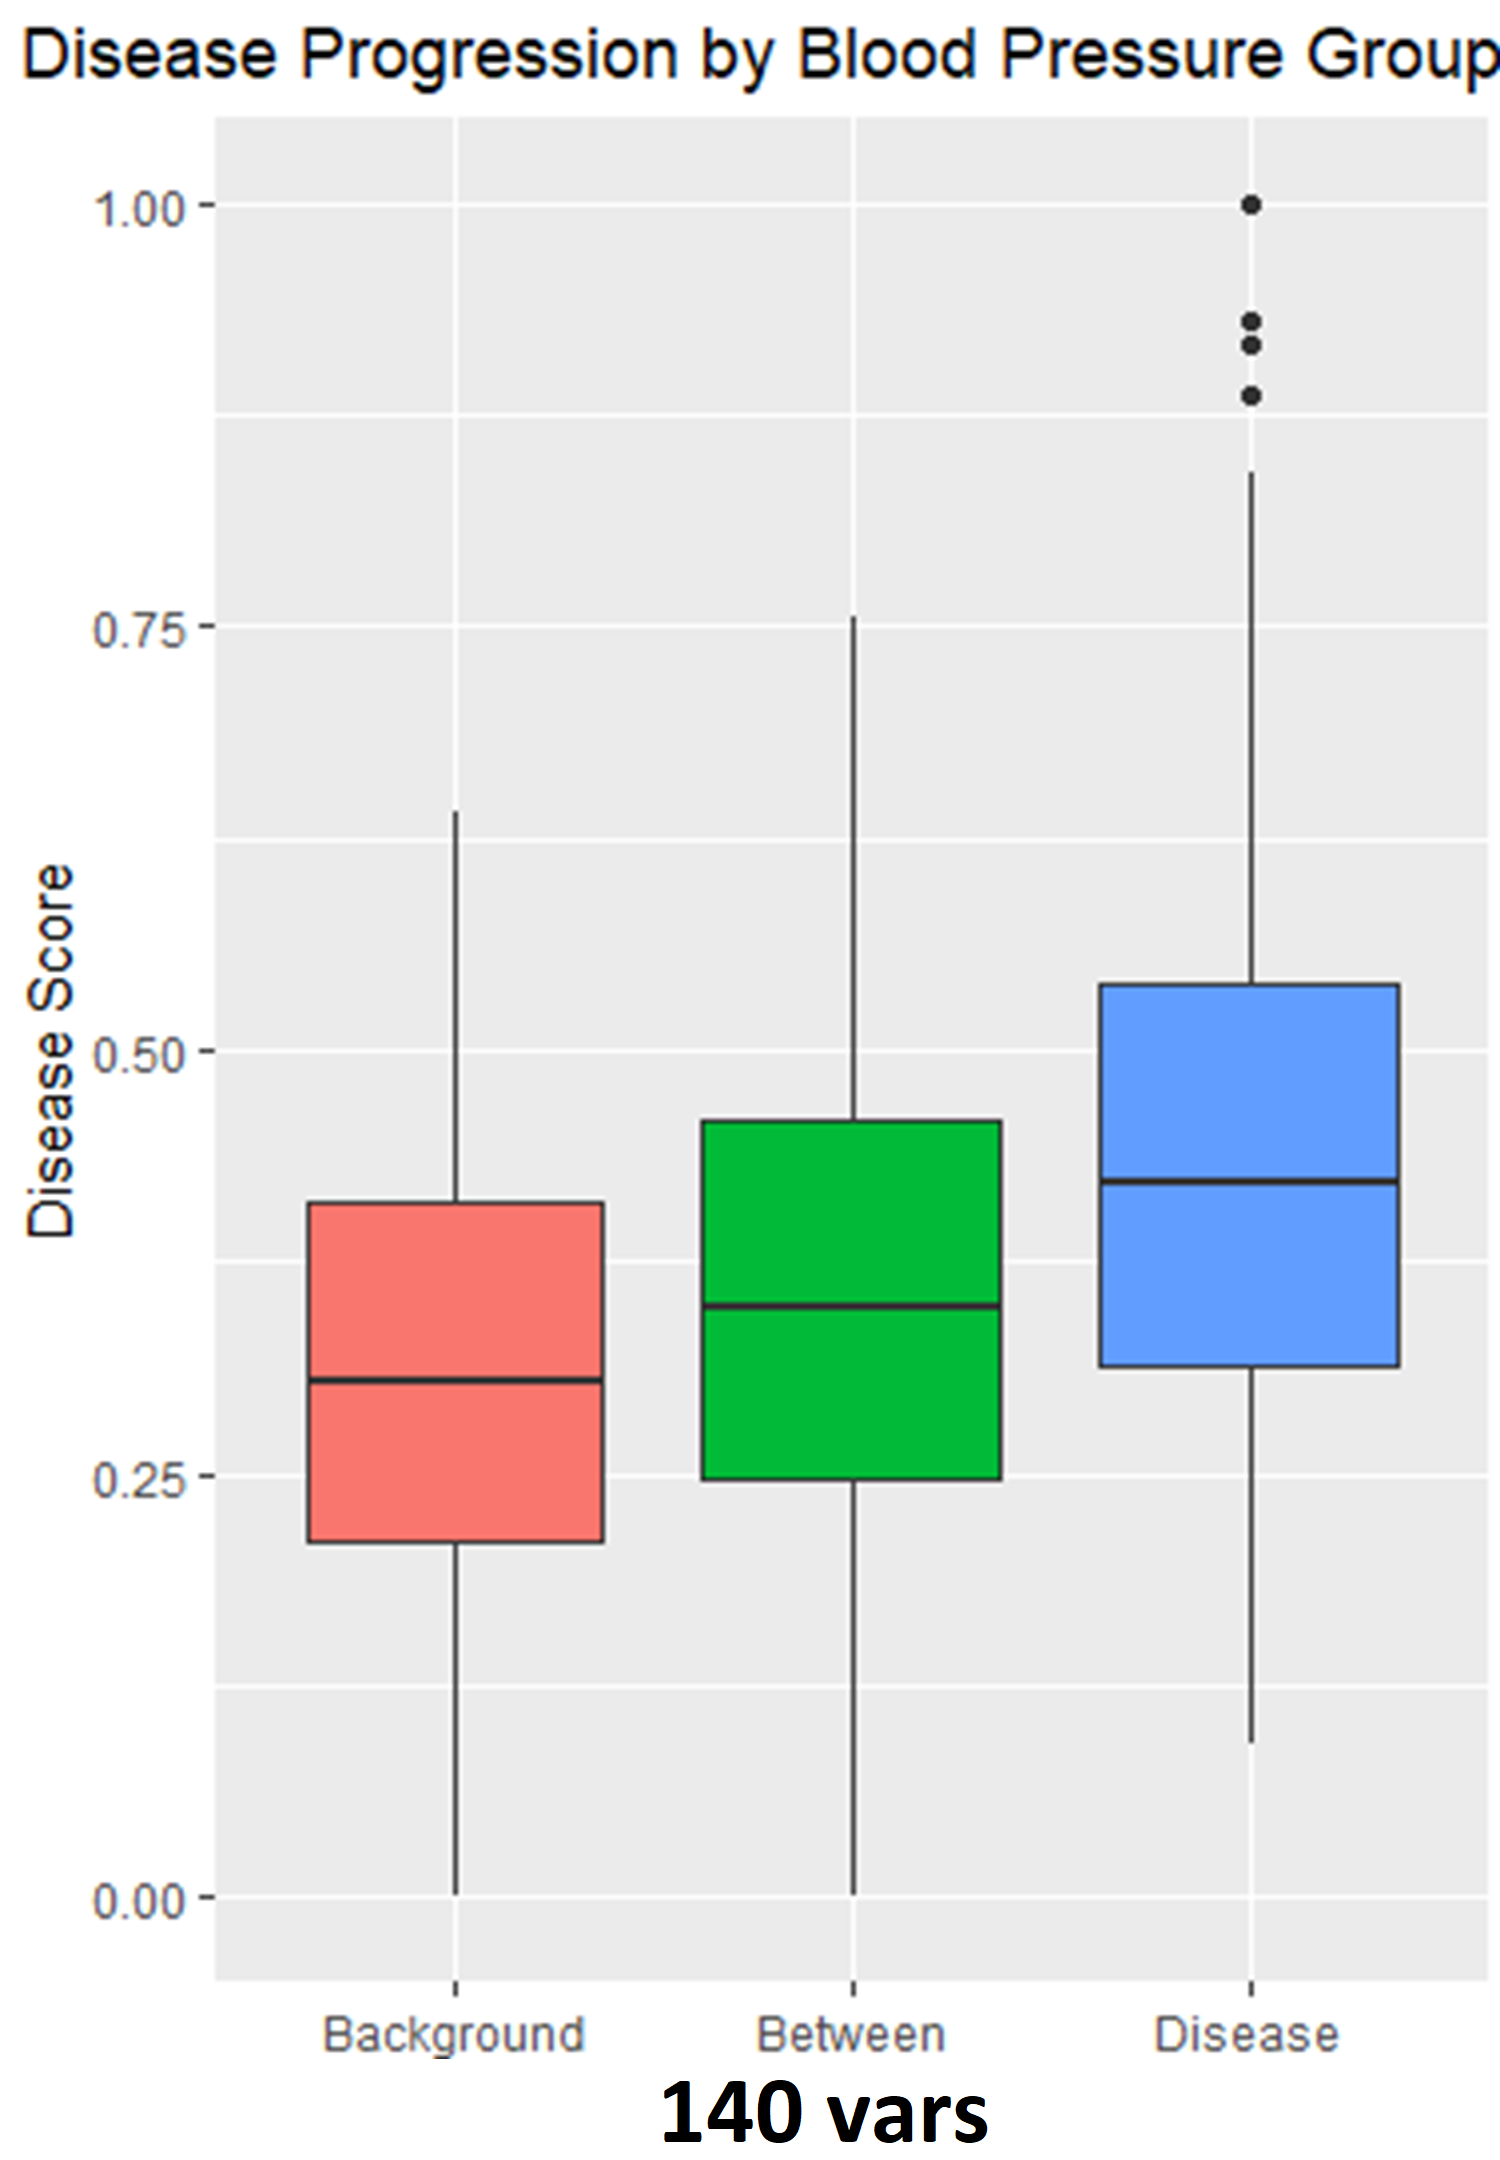 Disease Progression by Blood Pressure Group
1.00
0.75
0.50
0.25
0.00
Disease Score
Background
Between
Disease
140 vars